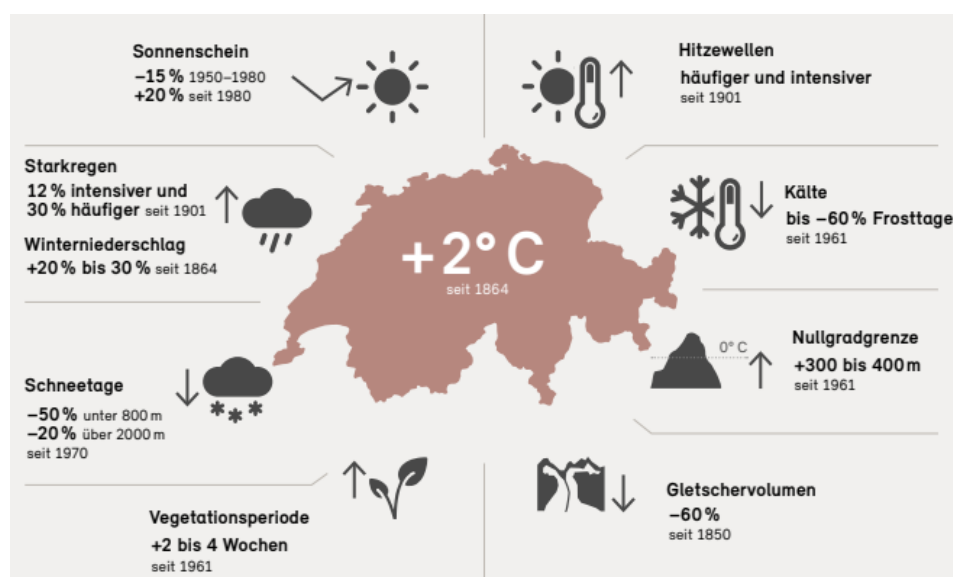 Sonnenschein
–15 % 1950–1980
+20 % seit 1980
Hitzewellen
häufiger und intensiver
seit 1901
Starkregen
12 % intensiver und
30 % häufiger seit 1901
Winterniederschlag
+20 % bis 30 % seit 1864
+2° C
seit 1864
Kälte
bis –60 % Frosttage
seit 1961
0° C
Nullgradgrenze
+300 bis 400 m
seit 1961
Schneetage
–50 % unter 800 m
–20 % über 2000 m
seit 1970
Vegetationsperiode
+2 bis 4 Wochen
seit 1961
Gletschervolumen
–60 %
seit 1850